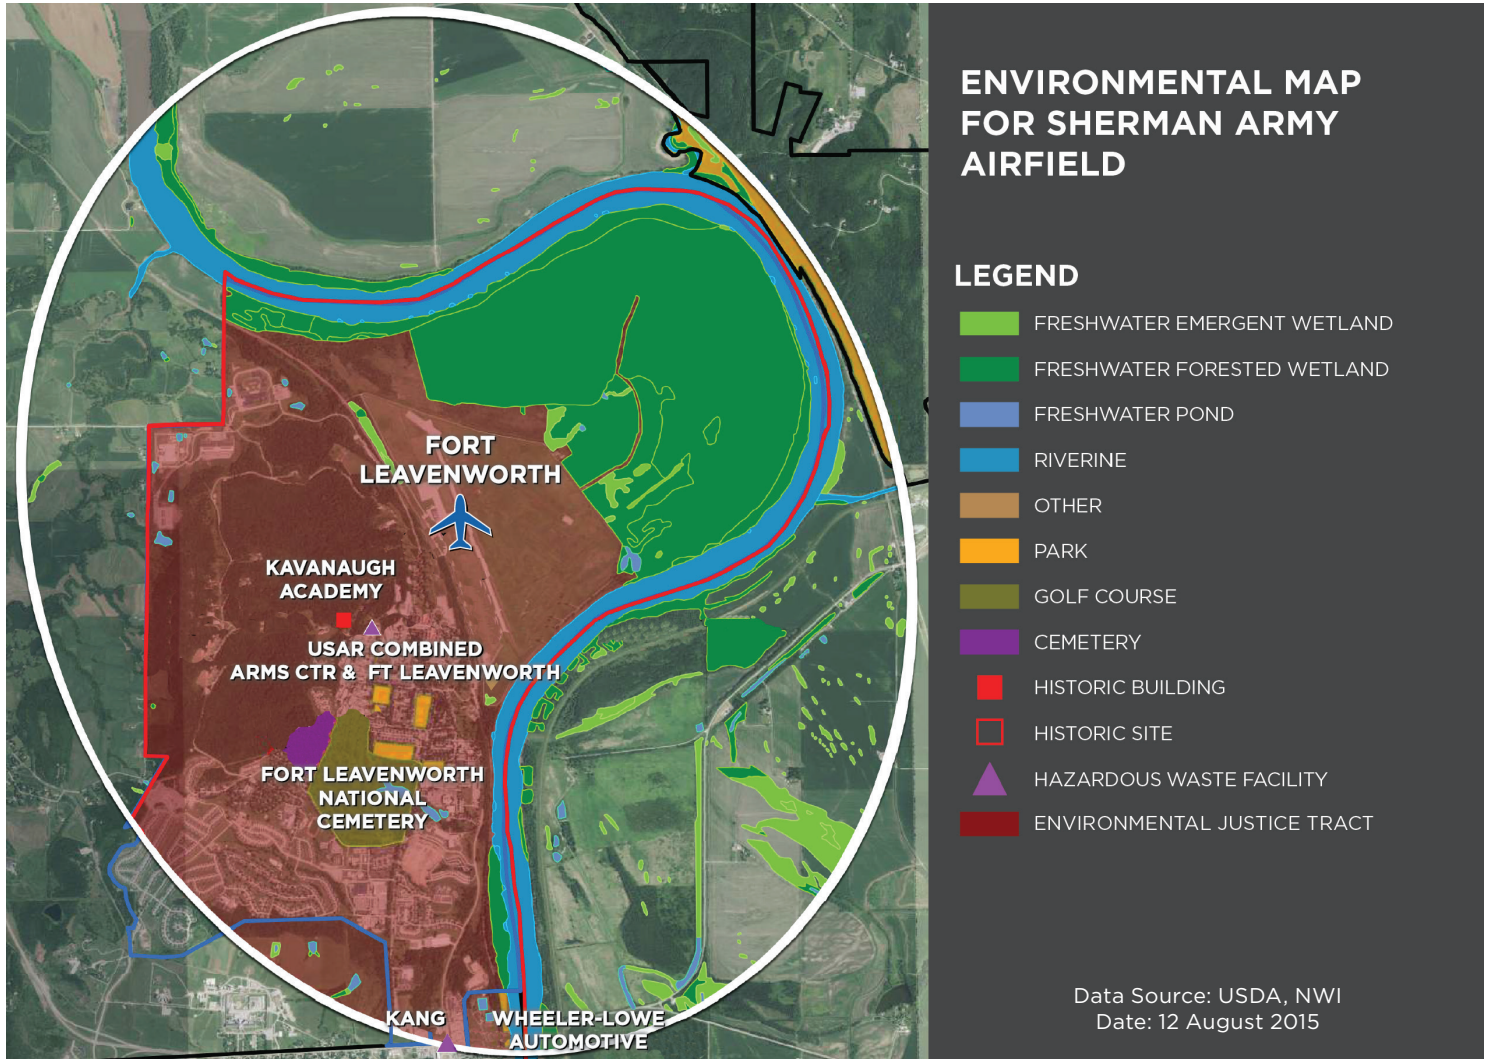 ENVIRONMENTAL MAP
FOR SHERMAN ARMY
AIRFIELD
LEGEND
FRESHWATER EMERGENT WETLAND
FRESHWATER FORESTED WETLAND
FRESHWATER POND
RIVERINE
OTHER
PARK
GOLF COURSE
CEMETERY
HISTORIC BUILDING
HISTORIC SITE
HAZARDOUS WASTE FACILITY
ENVIRONMENTAL JUSTICE TRACT
Data Source: USDA, NWI
Date: 12 August 2015
FORT
LEAVENWORTH
KAVANAUGH
ACADEMY
USAR COMBINED
ARMS CTR & FT LEAVENWORTH
FORT LEAVENWORTH
NATIONAL
CEMETERY
KANG
WHEELER-LOWE
AUTOMOTIVE